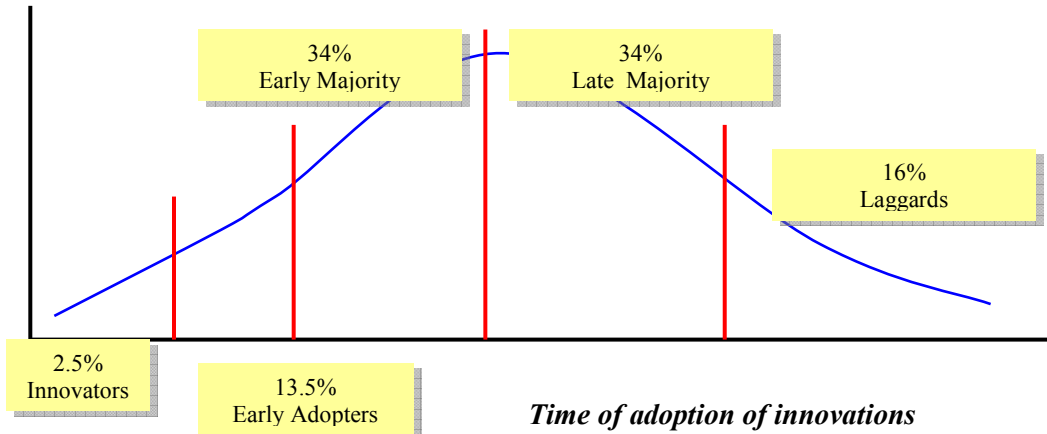 34%
Early Majority
34%
Late Majority
16%
Laggards
2.5%
Innovators
13.5%
Early Adopters
Time of adoption of innovations